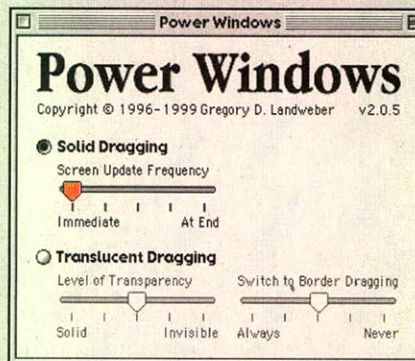 Power Windows
Power Windows
Copyright © 1996-1999 Gregory D. Landweber v2.0.5
Solid Dragging
Screen Update Frequency
Immediate At End
Translucent Dragging
Level of Transparency Switch to Border Dragging
Solid Invisible Always Never